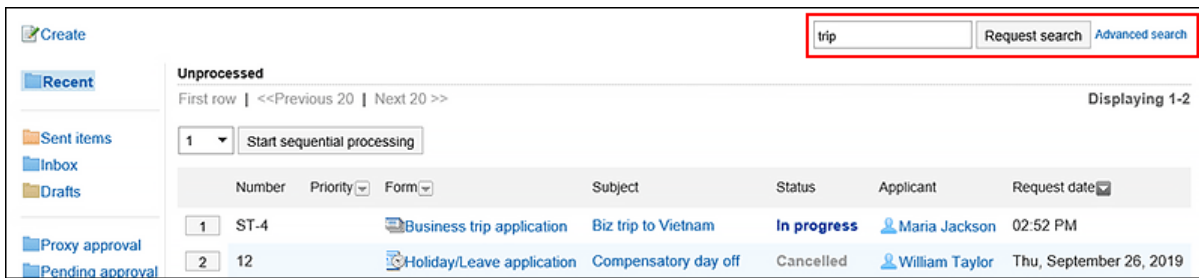 Create
trip Request search Advanced search
Recent
Unprocessed
First row | <<Previous 20 | Next 20 >>
Displaying 1-2
Sent items
Inbox
Drafts
1 Start sequential processing
Number Priority Form Subject Status Applicant Request date
1 ST-4 Business trip application Biz trip to Vietnam In progress Maria Jackson 02:52 PM
2 12 Holiday/Leave application Compensatory day off Cancelled William Taylor Thu, September 26, 2019
Proxy approval
Pending approval